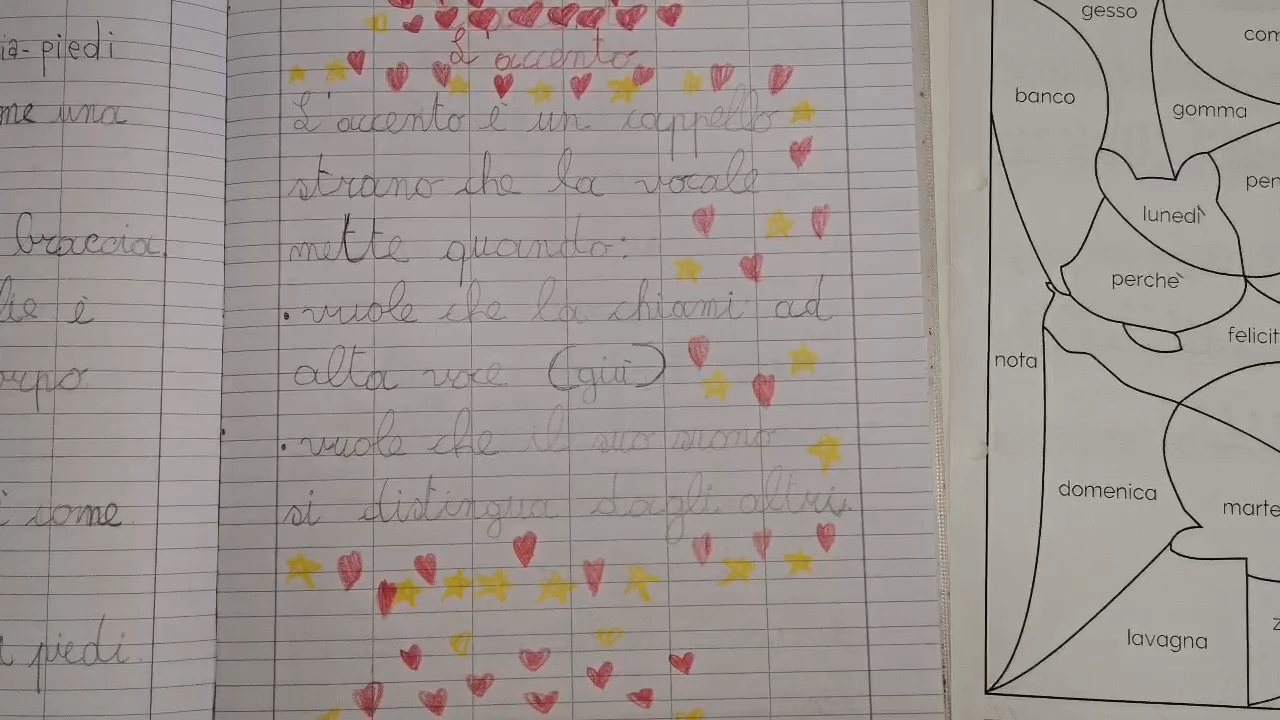 piedi
me una
braccia
è
come
piedi.
L'accento.
L'accento è un cappello
strano che la vocale
mette quando:
• vuole che la chiami ad
alta voce (giù)
• vuole che il suo suono
si distingua dagli altri.
gesso
banco
gomma
lunedì
perchè
nota
domenica
lavagna